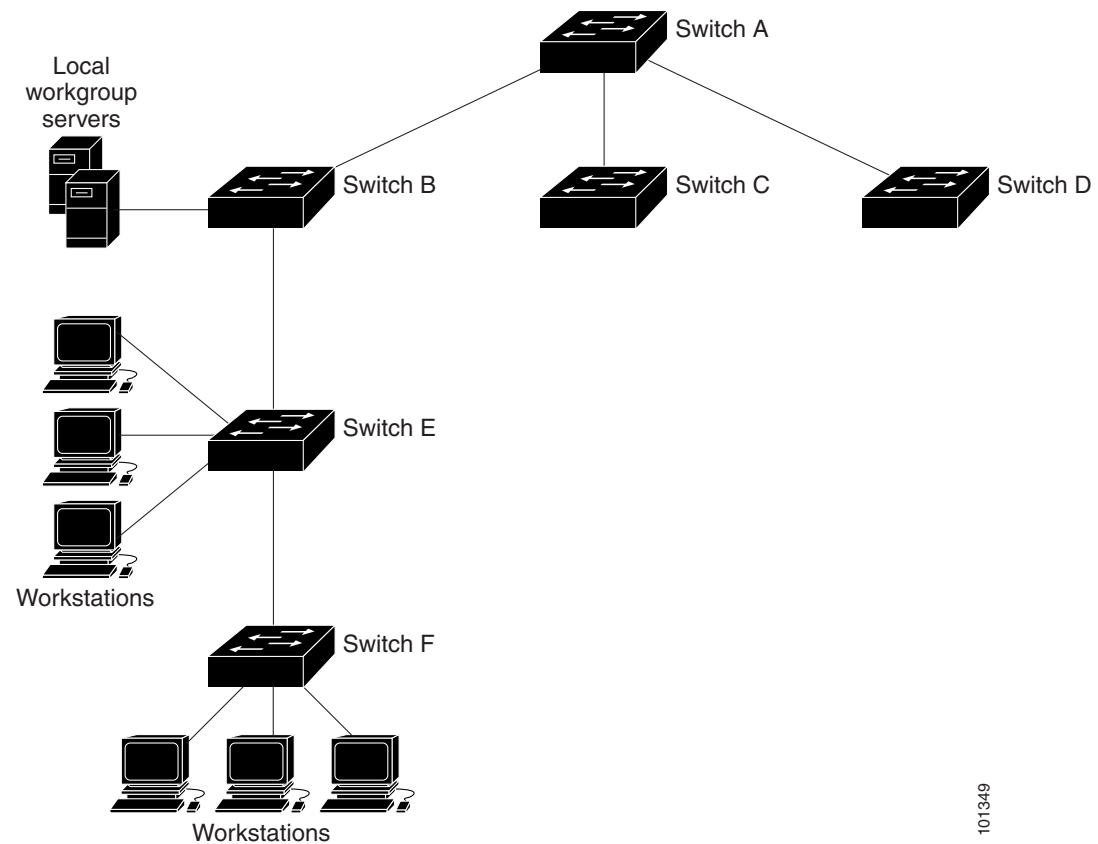 Switch A
Local
workgroup
servers
Switch B
Switch C
Switch D
Switch E
Workstations
Switch F
Workstations
101349